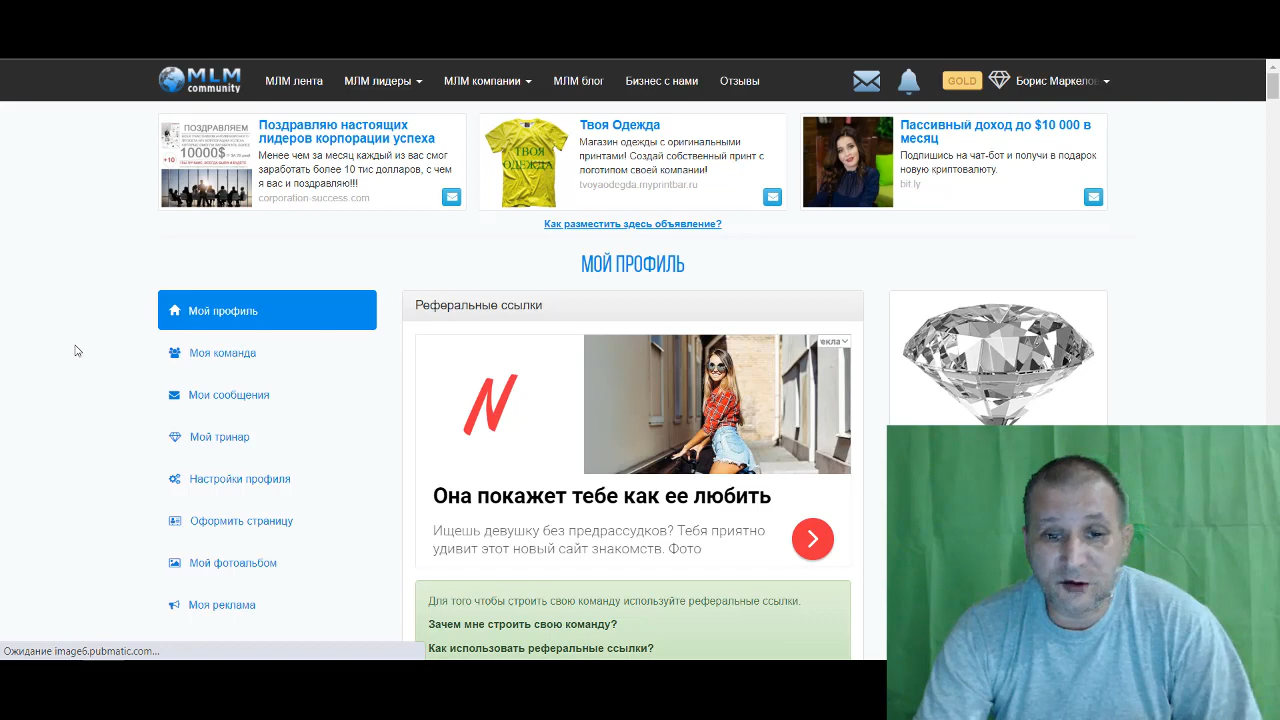 MLM community
МЛМ лента
МЛМ лидеры
МЛМ компании
МЛМ блог
Бизнес с нами
Отзывы
GOLD
Борис Маркелов
ПОЗДРАВЛЯЕМ
10000$
+10
Поздравляю настоящих
лидеров корпорации успеха
Менее чем за месяц каждый из вас смог
заработать более 10 тис долларов, с чем
я вас и поздравляю!!!
corporation-success.com
ТВОЯ
ОДЕЖДА
Твоя Одежда
Магазин одежды с оригинальными
принтами! Создай собственный принт с
логотипом своей компании!
tvoyaodegda.myprintbar.ru
Пассивный доход до $10 000 в
месяц
Подпишись на чат-бот и получи в подарок
новую криптовалюту.
bit.ly
Как разместить здесь объявление?
МОЙ ПРОФИЛЬ
Мой профиль
Моя команда
Мои сообщения
Мой тринар
Настройки профиля
Оформить страницу
Мой фотоальбом
Моя реклама
Реферальные ссылки
екла
N
Она покажет тебе как ее любить
Ищешь девушку без предрассудков? Тебя приятно
удивит этот новый сайт знакомств. Фото
Для того чтобы строить свою команду используйте реферальные ссылки.
Зачем мне строить свою команду?
Как использовать реферальные ссылки?
Ожидание image6.pubmatic.com...